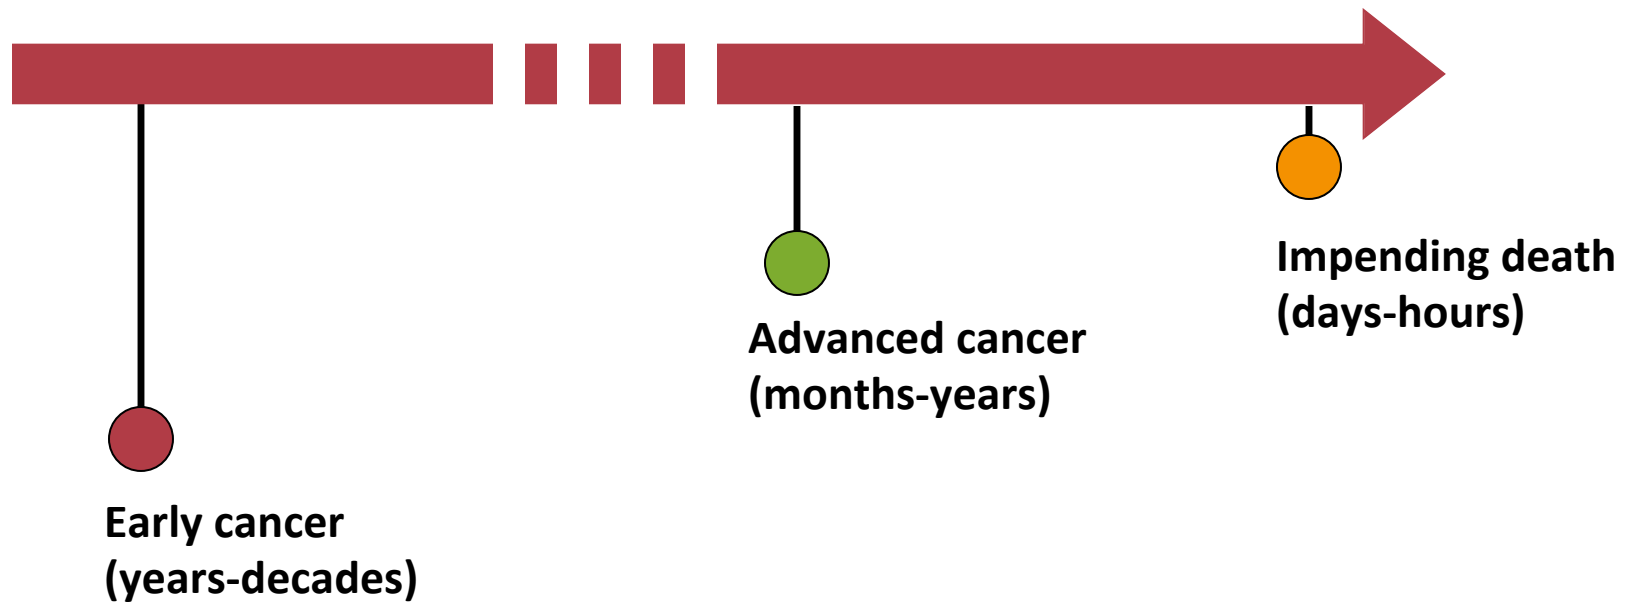 Early cancer
(years-decades)
Advanced cancer
(months-years)
Impending death
(days-hours)